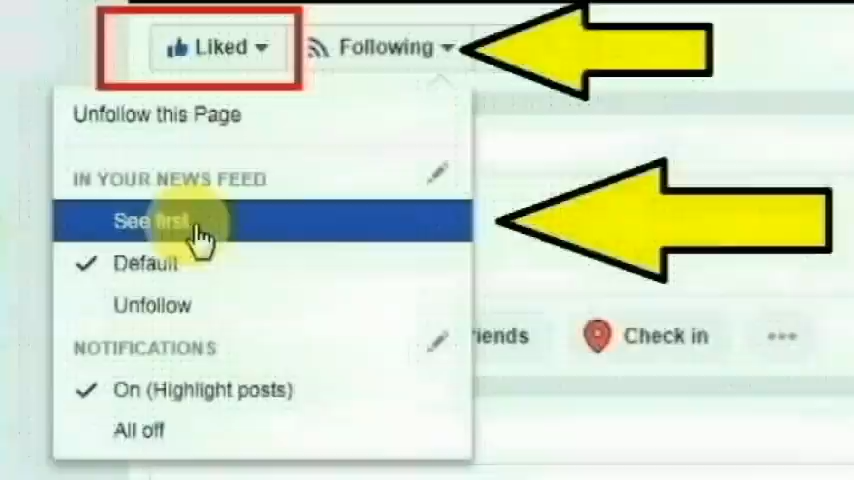 Liked Following
Unfollow this Page
IN YOUR NEWS FEED
See first
Default
Unfollow
NOTIFICATIONS
riends Check in
On (Highlight posts)
All off